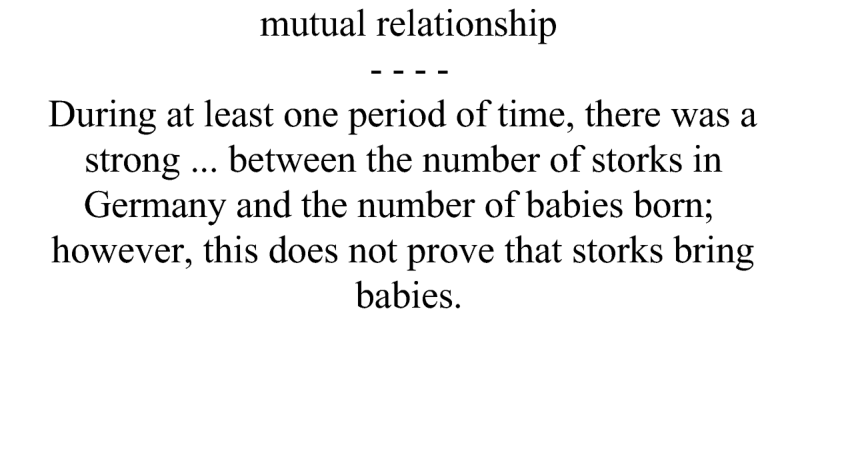 mutual relationship
- - - -
During at least one period of time, there was a
strong ... between the number of storks in
Germany and the number of babies born;
however, this does not prove that storks bring
babies.